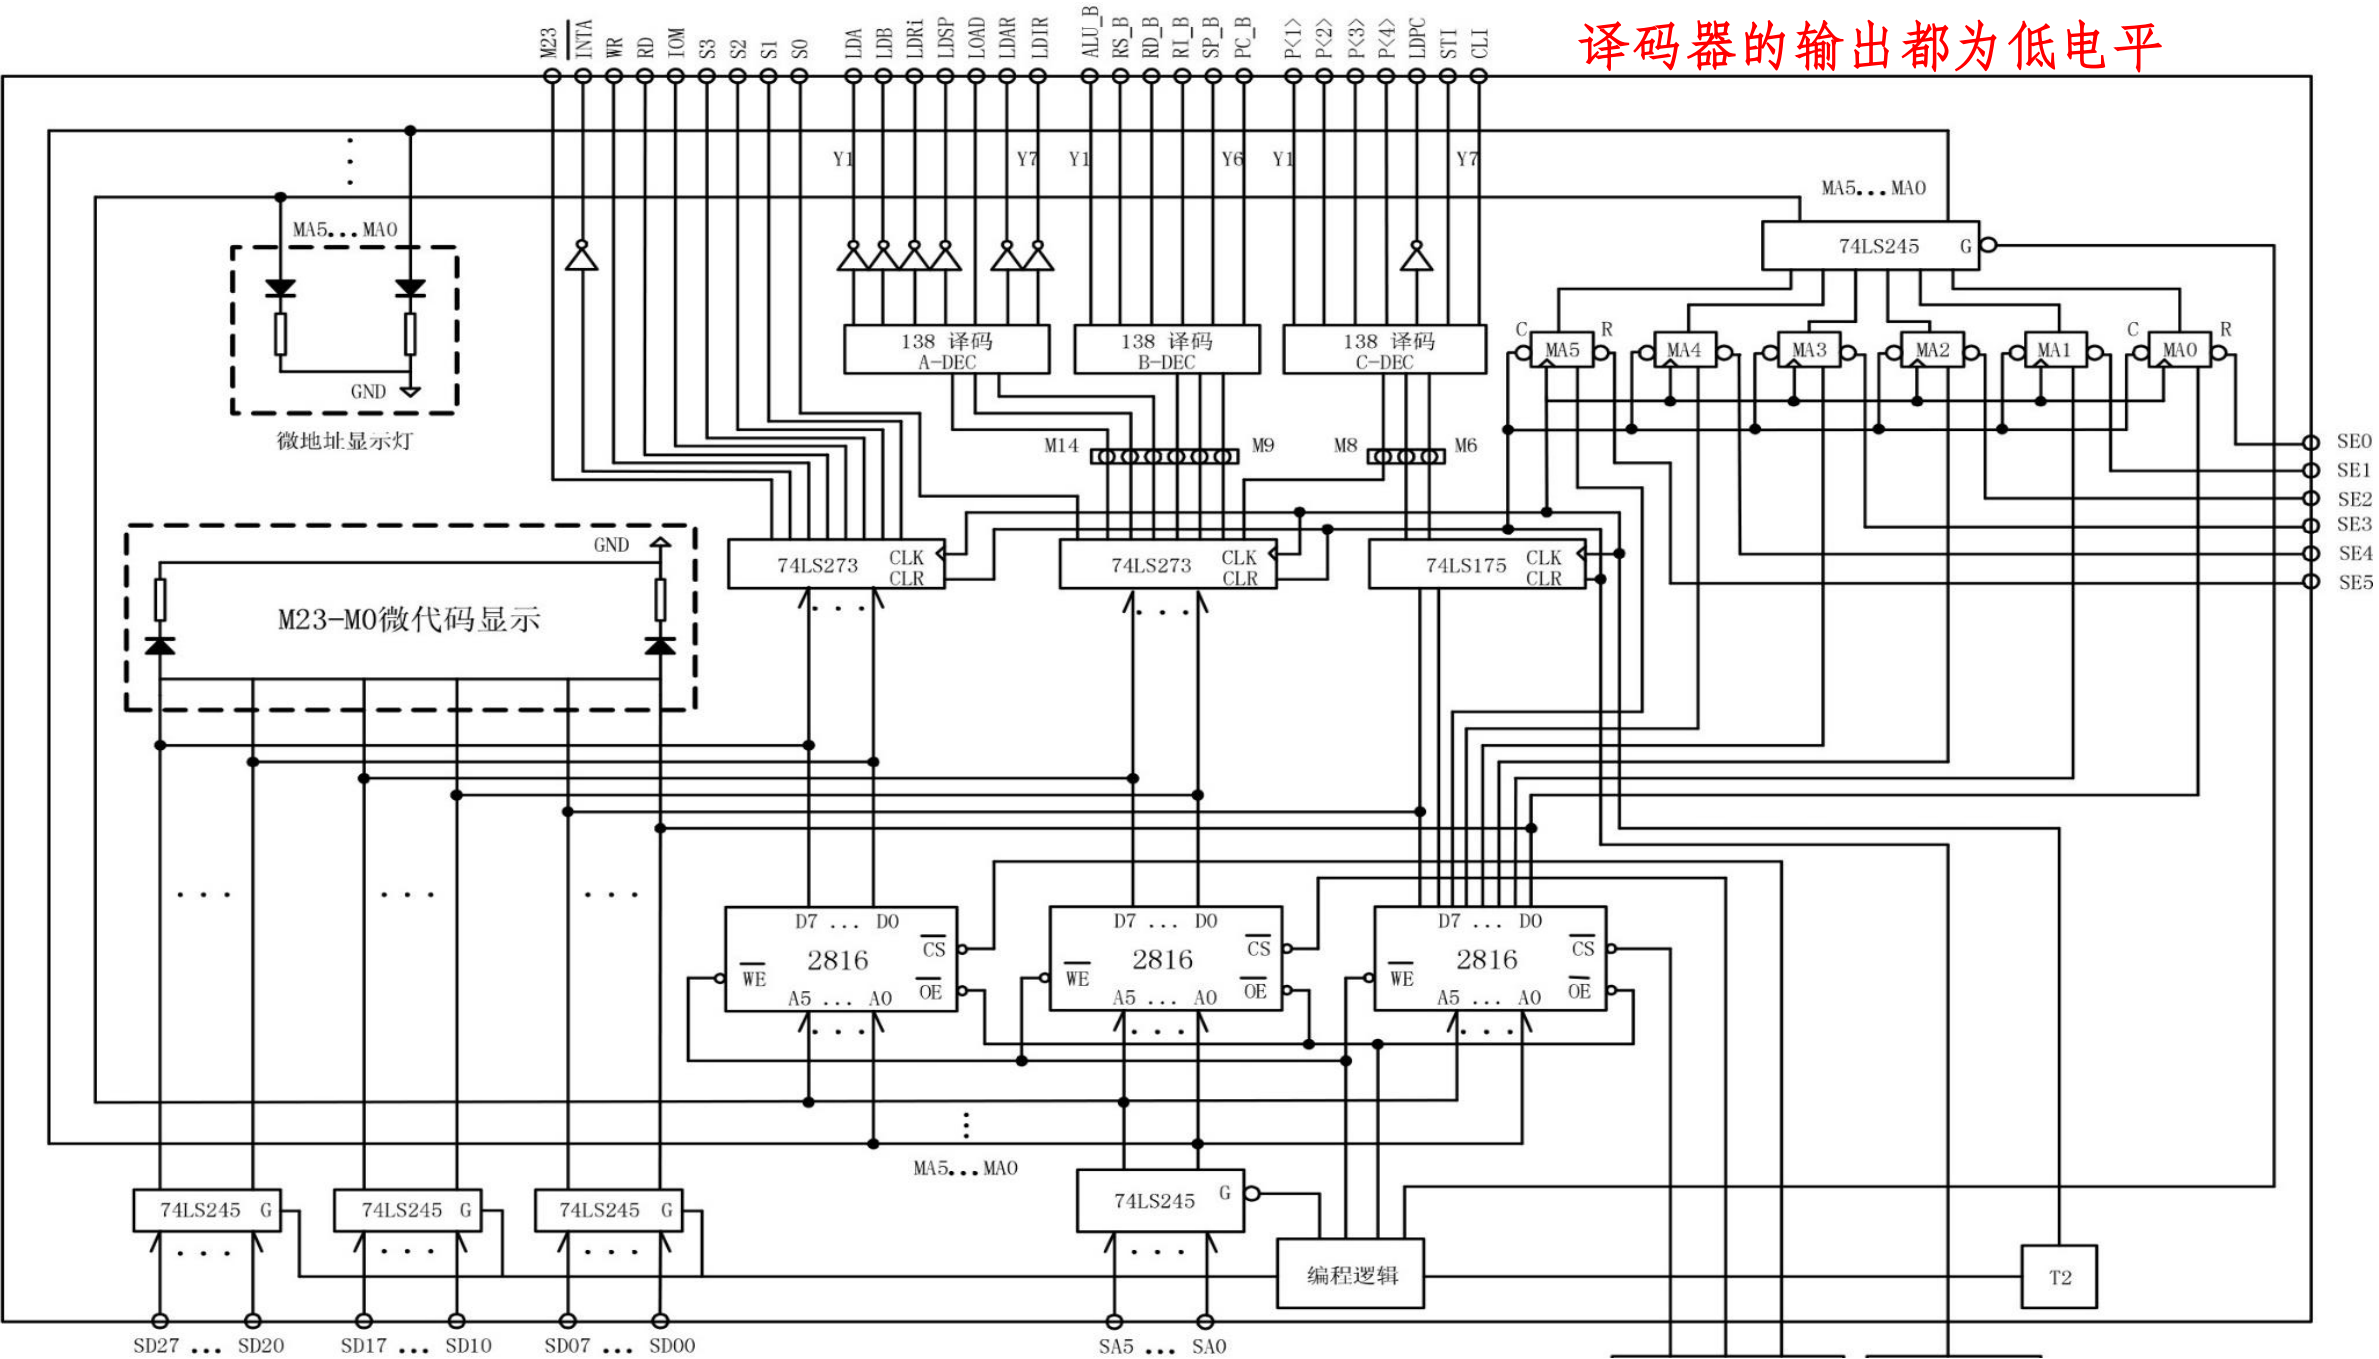 译码器的输出都为低电平
M23 INTA WR RD IOM S3 S2 S1 S0 LDA LDB LDRi LDSP LOAD LDAR LDIR ALU_B RS_B RD_B RI_B SP_B PC_B P<1> P<2> P<3> P<4> LDPC STI CLI
Y1 Y7 Y1 Y6 Y1 Y7
MA5...MA0
MA5...MA0
74LS245 G
GND
微地址显示灯
138 译码
A-DEC
138 译码
B-DEC
138 译码
C-DEC
C MA5 R MA4 MA3 MA2 MA1 C MA0 R
M14 M9 M8 M6
SE0
SE1
SE2
SE3
SE4
SE5
GND
M23-M0微代码显示
74LS273 CLK
CLR
74LS273 CLK
CLR
74LS175 CLK
CLR
D7 ... D0
2816
CS
WE
OE
A5 ... A0
D7 ... D0
2816
CS
WE
OE
A5 ... A0
D7 ... D0
2816
CS
WE
OE
A5 ... A0
MA5...MA0
74LS245 G
74LS245 G
74LS245 G
74LS245 G
编程逻辑
T2
SD27 ... SD20
SD17 ... SD10
SD07 ... SD00
SA5 ... SA0